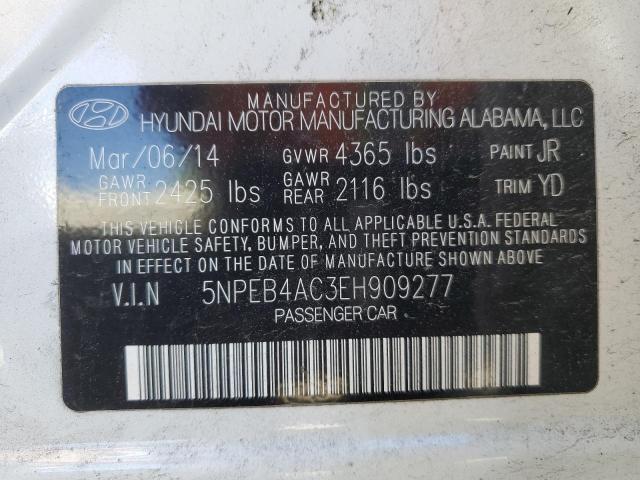 MANUFACTURED BY
HYUNDAI MOTOR MANUFACTURING ALABAMA, LLC
Mar/06/14 GVWR 4365 lbs PAINT JR
GAWR FRONT 2425 lbs GAWR REAR 2116 lbs TRIM YD
THIS VEHICLE CONFORMS TO ALL APPLICABLE U.S.A. FEDERAL
MOTOR VEHICLE SAFETY, BUMPER, AND THEFT PREVENTION STANDARDS
IN EFFECT ON THE DATE OF MANUFACTURE SHOWN ABOVE
V.I.N 5NPEB4AC3EH909277
PASSENGER CAR